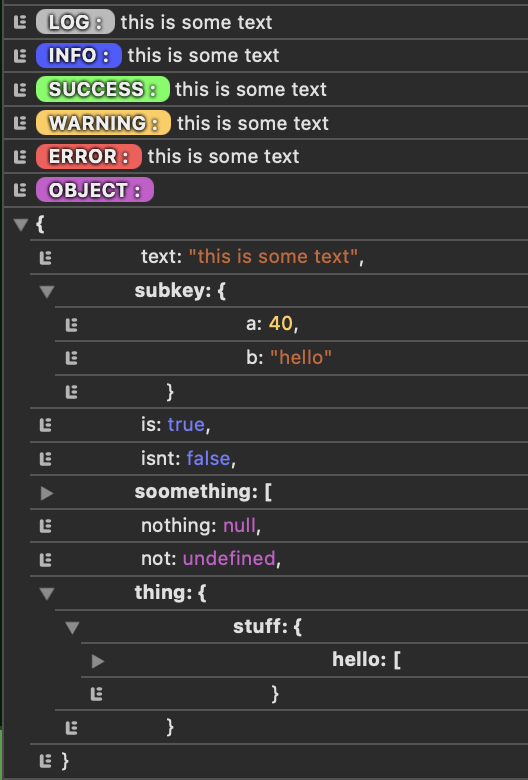 LOG : this is some text
INFO : this is some text
SUCCESS : this is some text
WARNING : this is some text
ERROR : this is some text
OBJECT :
{
text: "this is some text",
subkey: {
a: 40,
b: "hello"
}
is: true,
isnt: false,
soomething: [
nothing: null,
not: undefined,
thing: {
stuff: {
hello: [
}
}
}